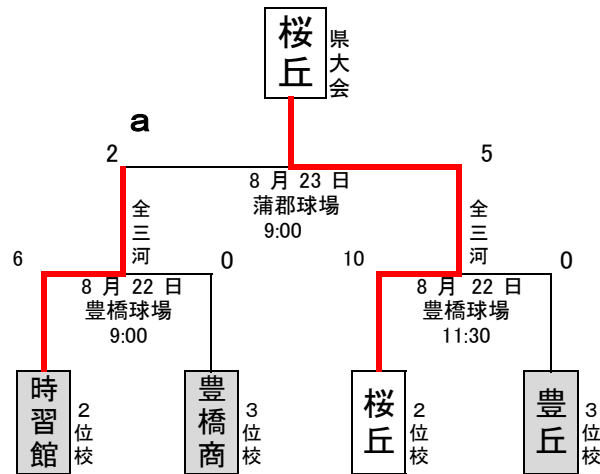 桜丘
県大会
a
2
5
8 月 23 日
蒲郡球場
9:00
全三河
全三河
6
0
10
0
8 月 22 日
豊橋球場
9:00
8 月 22 日
豊橋球場
11:30
時習館
2位校
豊橋商
3位校
桜丘
2位校
豊丘
3位校